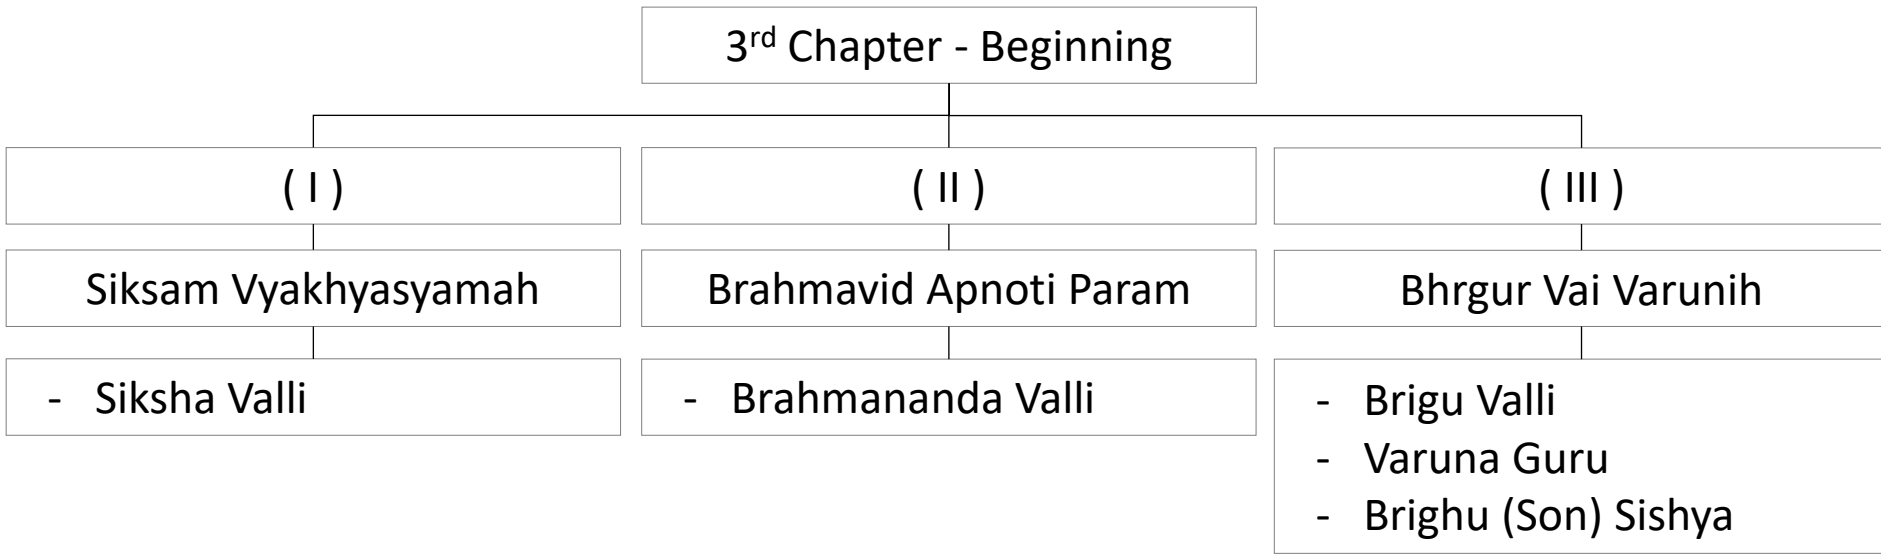 3rd Chapter - Beginning
( I )
( II )
( III )
Siksam Vyakhyasyamah
Brahmavid Apnoti Param
Bhrgur Vai Varunih
- Siksha Valli
- Brahmananda Valli
- Brigu Valli
- Varuna Guru
- Brighu (Son) Sishya